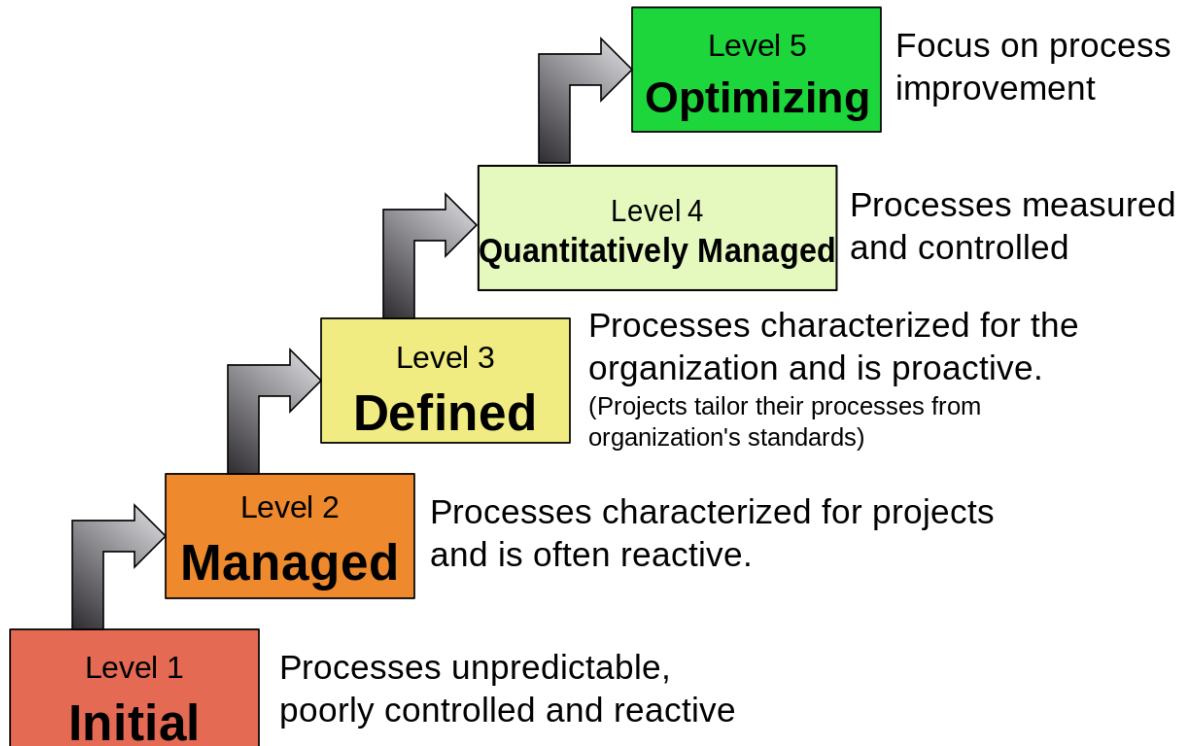 Level 5
Optimizing
Focus on process
improvement
Level 4
Quantitatively Managed
Processes measured
and controlled
Level 3
Defined
Processes characterized for the
organization and is proactive.
(Projects tailor their processes from
organization's standards)
Level 2
Managed
Processes characterized for projects
and is often reactive.
Level 1
Initial
Processes unpredictable,
poorly controlled and reactive